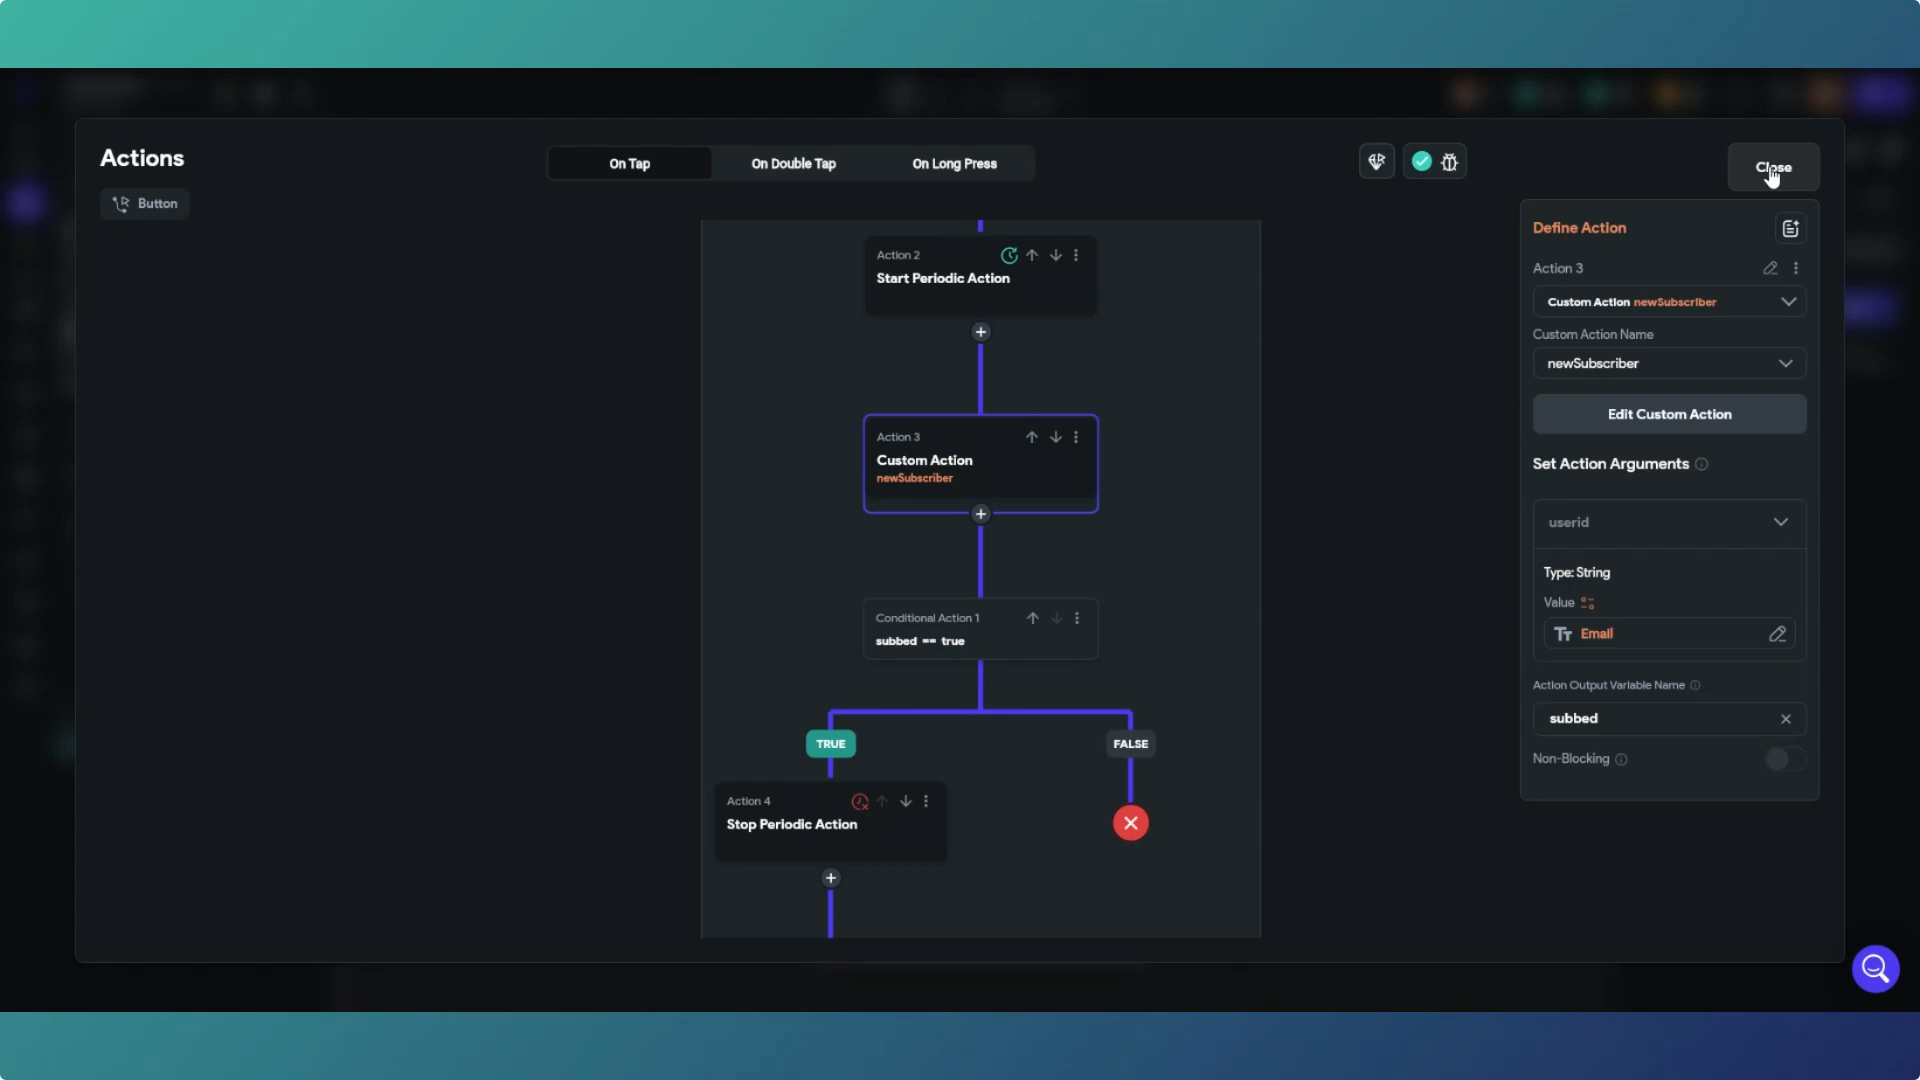 Actions
On Tap
On Double Tap
On Long Press
Close
Button
Define Action
Action 3
Custom Action newSubscriber
Custom Action Name
newSubscriber
Edit Custom Action
Set Action Arguments
userid
Type: String
Value
Tт Email
Action Output Variable Name
subbed
Non-Blocking
Action 2
Start Periodic Action
Action 3
Custom Action
newSubscriber
Conditional Action 1
subbed == true
TRUE
FALSE
Action 4
Stop Periodic Action